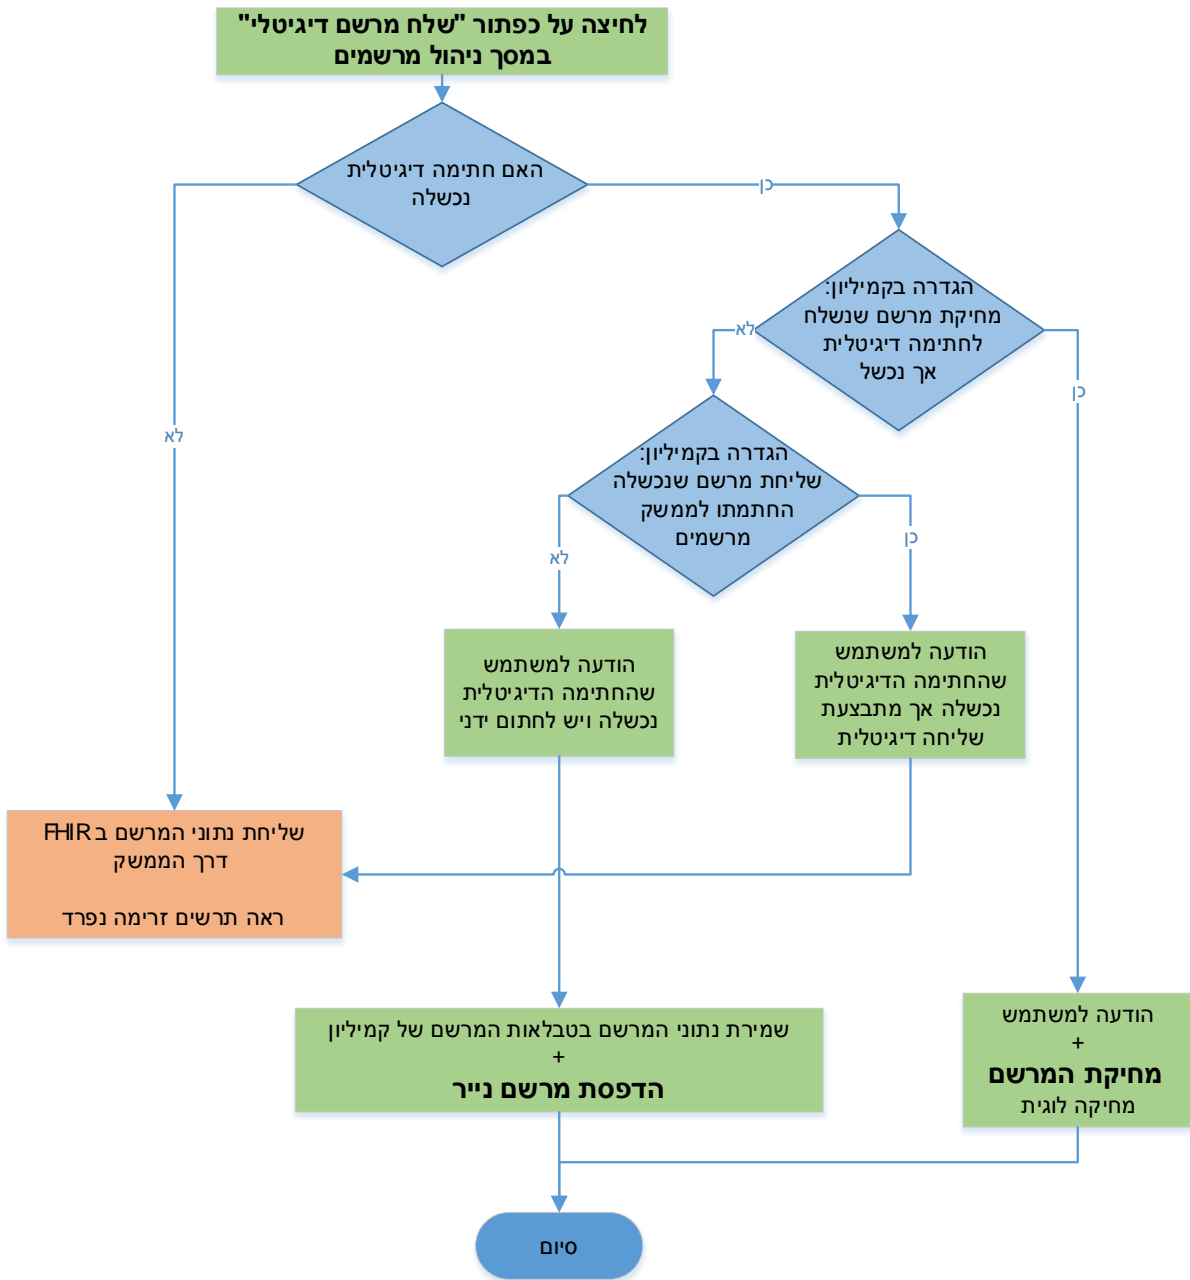 לחיצה על כפתור "שלח מרשם דיגיטלי"
במסך ניהול מרשמים
האם חתימה דיגיטלית
נכשלה
כן
לא
הגדרה בקמיליון:
מחיקת מרשם שנשלח
לחתימה דיגיטלית
אך נכשל
לא
כן
הגדרה בקמיליון:
שליחת מרשם שנכשלה
החתמתו לממשק
מרשמים
כן
לא
הודעה למשתמש
שהחתימה הדיגיטלית
נכשלה אך מתבצעת
שליחה דיגיטלית
הודעה למשתמש
שהחתימה הדיגיטלית
נכשלה ויש לחתום ידני
שליחת נתוני המרשם ב FHIR
דרך הממשק
ראה תרשים זרימה נפרד
הודעה למשתמש
+
מחיקת המרשם
מחיקה לוגית
שמירת נתוני המרשם בטבלאות המרשם של קמיליון
+
הדפסת מרשם נייר
סיום